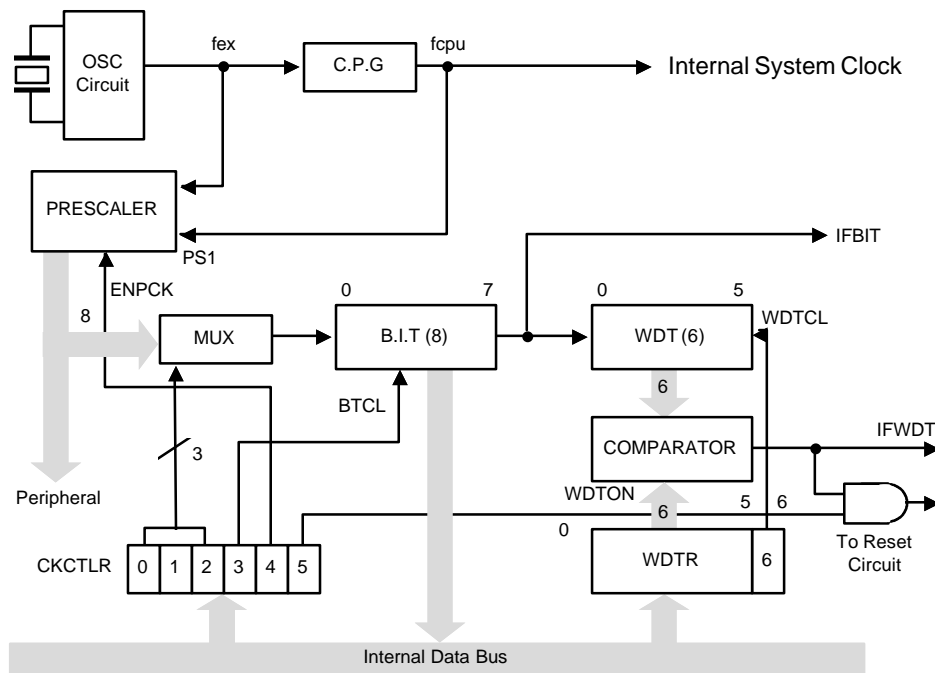 OSC
Circuit
fex
C.P.G
fcpu
Internal System Clock
PRESCALER
PS1
IFBIT
ENPCK
8
0
7
0
5
WDTCL
MUX
B.I.T (8)
WDT (6)
BTCL
6
3
COMPARATOR
IFWDT
Peripheral
WDTON
6
5
6
0
To Reset
Circuit
CKCTLR
0 1 2 3 4 5
WDTR
6
Internal Data Bus